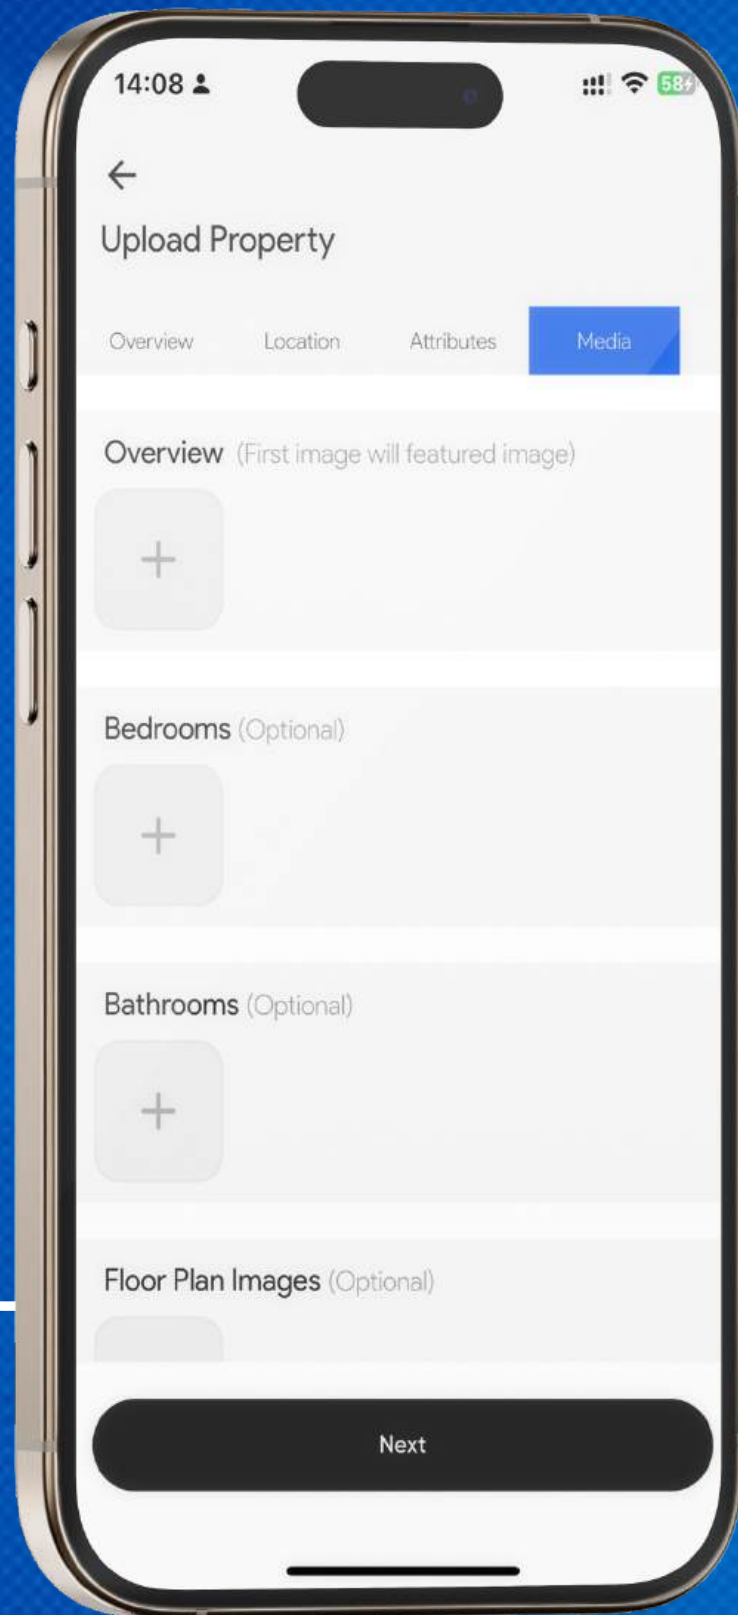 14:08
58
Upload Property
Overview Location Attributes Media
Overview (First image will featured image)
Bedrooms (Optional)
Bathrooms (Optional)
Floor Plan Images (Optional)
Next